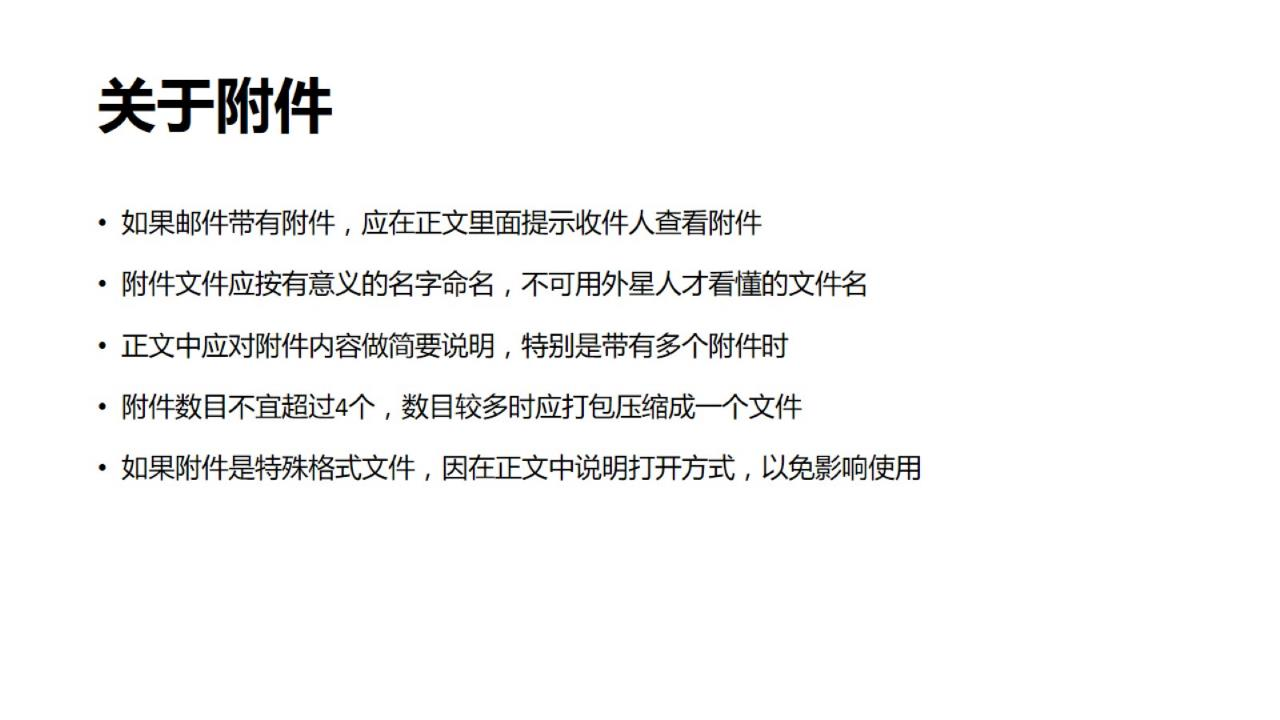 关于附件
• 如果邮件带有附件，应在正文里面提示收件人查看附件
• 附件文件应按有意义的名字命名，不可用外星人才看懂的文件名
• 正文中应对附件内容做简要说明，特别是带有多个附件时
• 附件数目不宜超过4个，数目较多时应打包压缩成一个文件
• 如果附件是特殊格式文件，因在正文中说明打开方式，以免影响使用